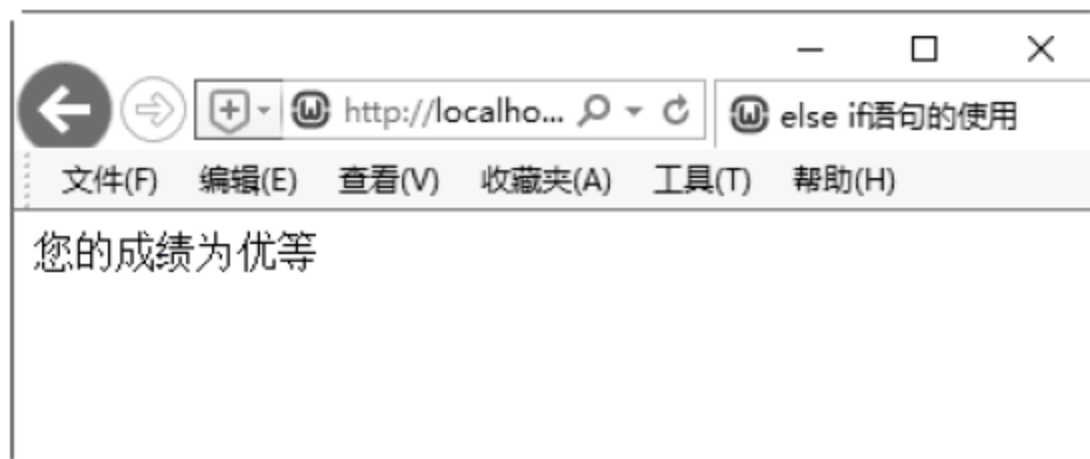 http://localho...
else if语句的使用
文件(F) 编辑(E) 查看(V) 收藏夹(A) 工具(T) 帮助(H)
您的成绩为优等